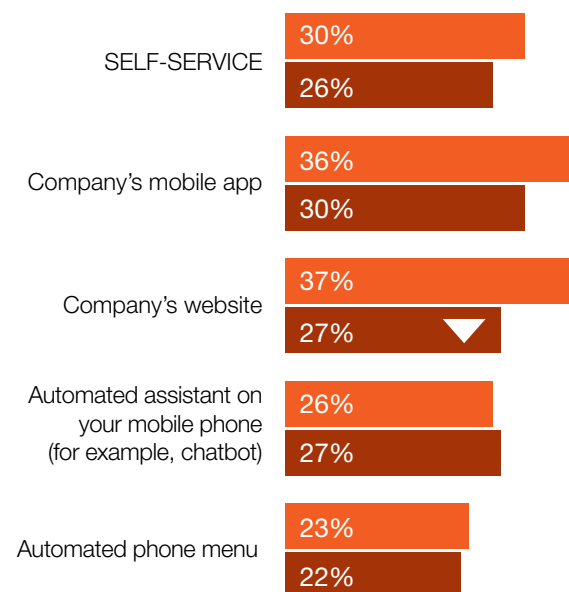 30%
SELF-SERVICE
26%
36%
Company’s mobile app
30%
37%
Company’s website
27%
Automated assistant on
your mobile phone
(for example, chatbot)
26%
27%
23%
Automated phone menu
22%